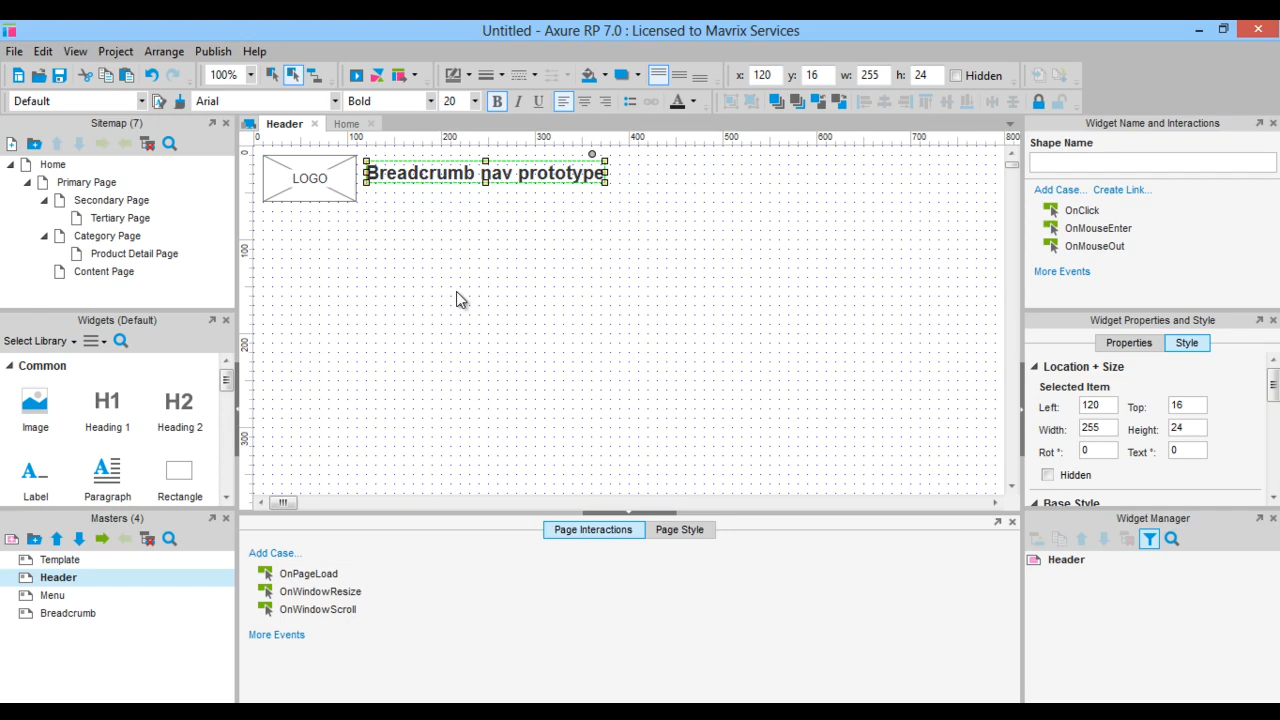 Untitled - Axure RP 7.0 : Licensed to Mavrix Services
File Edit View Project Arrange Publish Help
100% x: 120 y: 16 w: 255 h: 24 Hidden
Default Arial Bold 20 B I U A
Sitemap (7)
Home
Primary Page
Secondary Page
Tertiary Page
Category Page
Product Detail Page
Content Page
Widgets (Default)
Select Library
Common
H1 H2
Image Heading 1 Heading 2
A
Label Paragraph Rectangle
Masters (4)
Template
Header
Menu
Breadcrumb
Header Home
0 100 200 300 400 500 600 700 800
0
100
200
300
LOGO
Breadcrumb nav prototype
Page Interactions Page Style
Add Case...
OnPageLoad
OnWindowResize
OnWindowScroll
More Events
Widget Name and Interactions
Shape Name
Add Case... Create Link...
OnClick
OnMouseEnter
OnMouseOut
More Events
Widget Properties and Style
Properties Style
Location + Size
Selected Item
Left: 120 Top: 16
Width: 255 Height: 24
Rot °: 0 Text °: 0
Hidden
Base Style
Widget Manager
Header